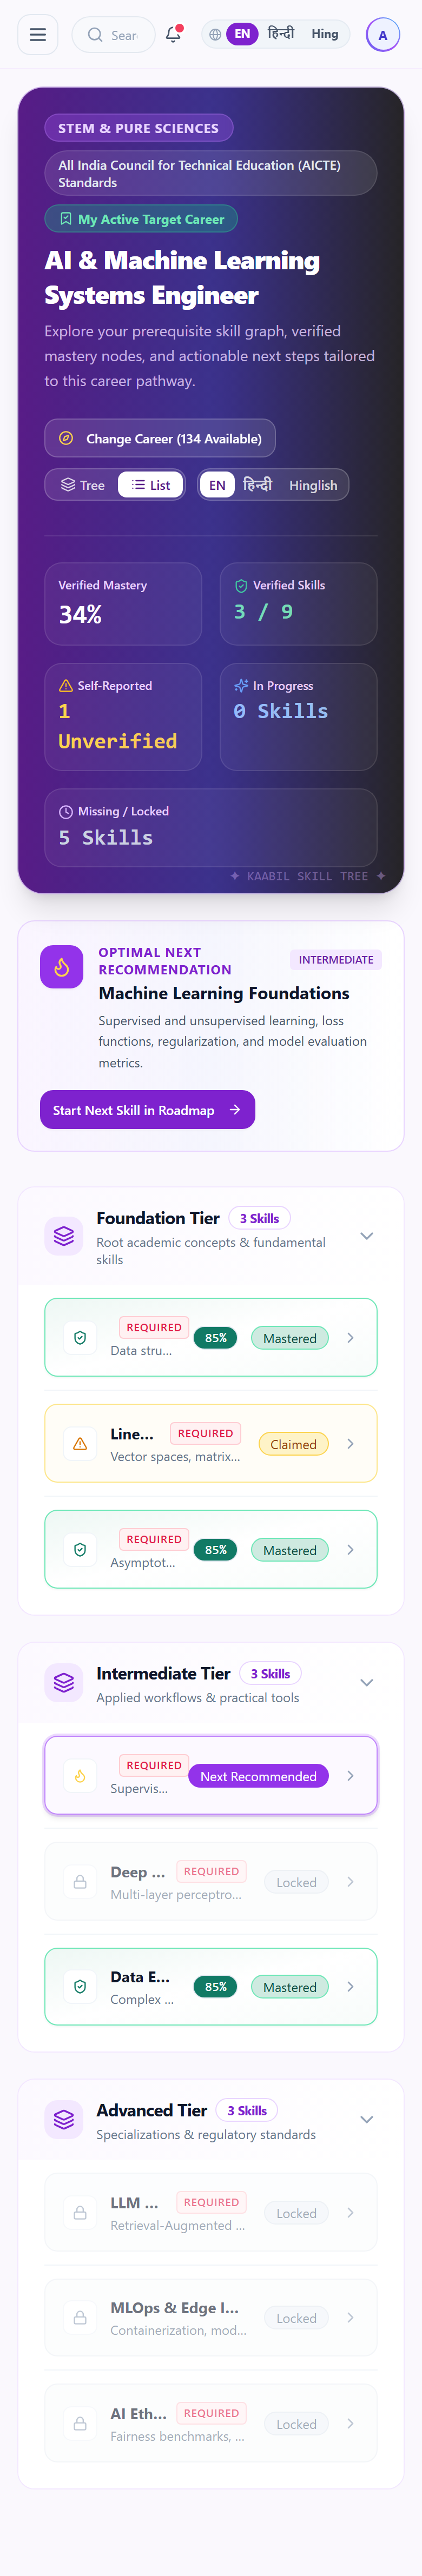 Sear
EN हिन्दी Hing
A
STEM & PURE SCIENCES
All India Council for Technical Education (AICTE)
Standards
My Active Target Career
AI & Machine Learning
Systems Engineer
Explore your prerequisite skill graph, verified
mastery nodes, and actionable next steps tailored
to this career pathway.
Change Career (134 Available)
Tree List EN हिन्दी Hinglish
Verified Mastery
34%
Verified Skills
3 / 9
Self-Reported
1
Unverified
In Progress
0 Skills
Missing / Locked
5 Skills
✦ KAABIL SKILL TREE ✦
OPTIMAL NEXT
RECOMMENDATION
INTERMEDIATE
Machine Learning Foundations
Supervised and unsupervised learning, loss
functions, regularization, and model evaluation
metrics.
Start Next Skill in Roadmap →
Foundation Tier 3 Skills
Root academic concepts & fundamental
skills
REQUIRED
Data stru...
85% Mastered
Line... REQUIRED
Vector spaces, matrix...
Claimed
REQUIRED
Asymptot...
85% Mastered
Intermediate Tier 3 Skills
Applied workflows & practical tools
REQUIRED
Supervis...
Next Recommended
Deep ... REQUIRED
Multi-layer perceptro...
Locked
Data E...
Complex ...
85% Mastered
Advanced Tier 3 Skills
Specializations & regulatory standards
LLM ... REQUIRED
Retrieval-Augmented ...
Locked
MLOps & Edge I...
Containerization, mod...
Locked
AI Eth... REQUIRED
Fairness benchmarks, ...
Locked